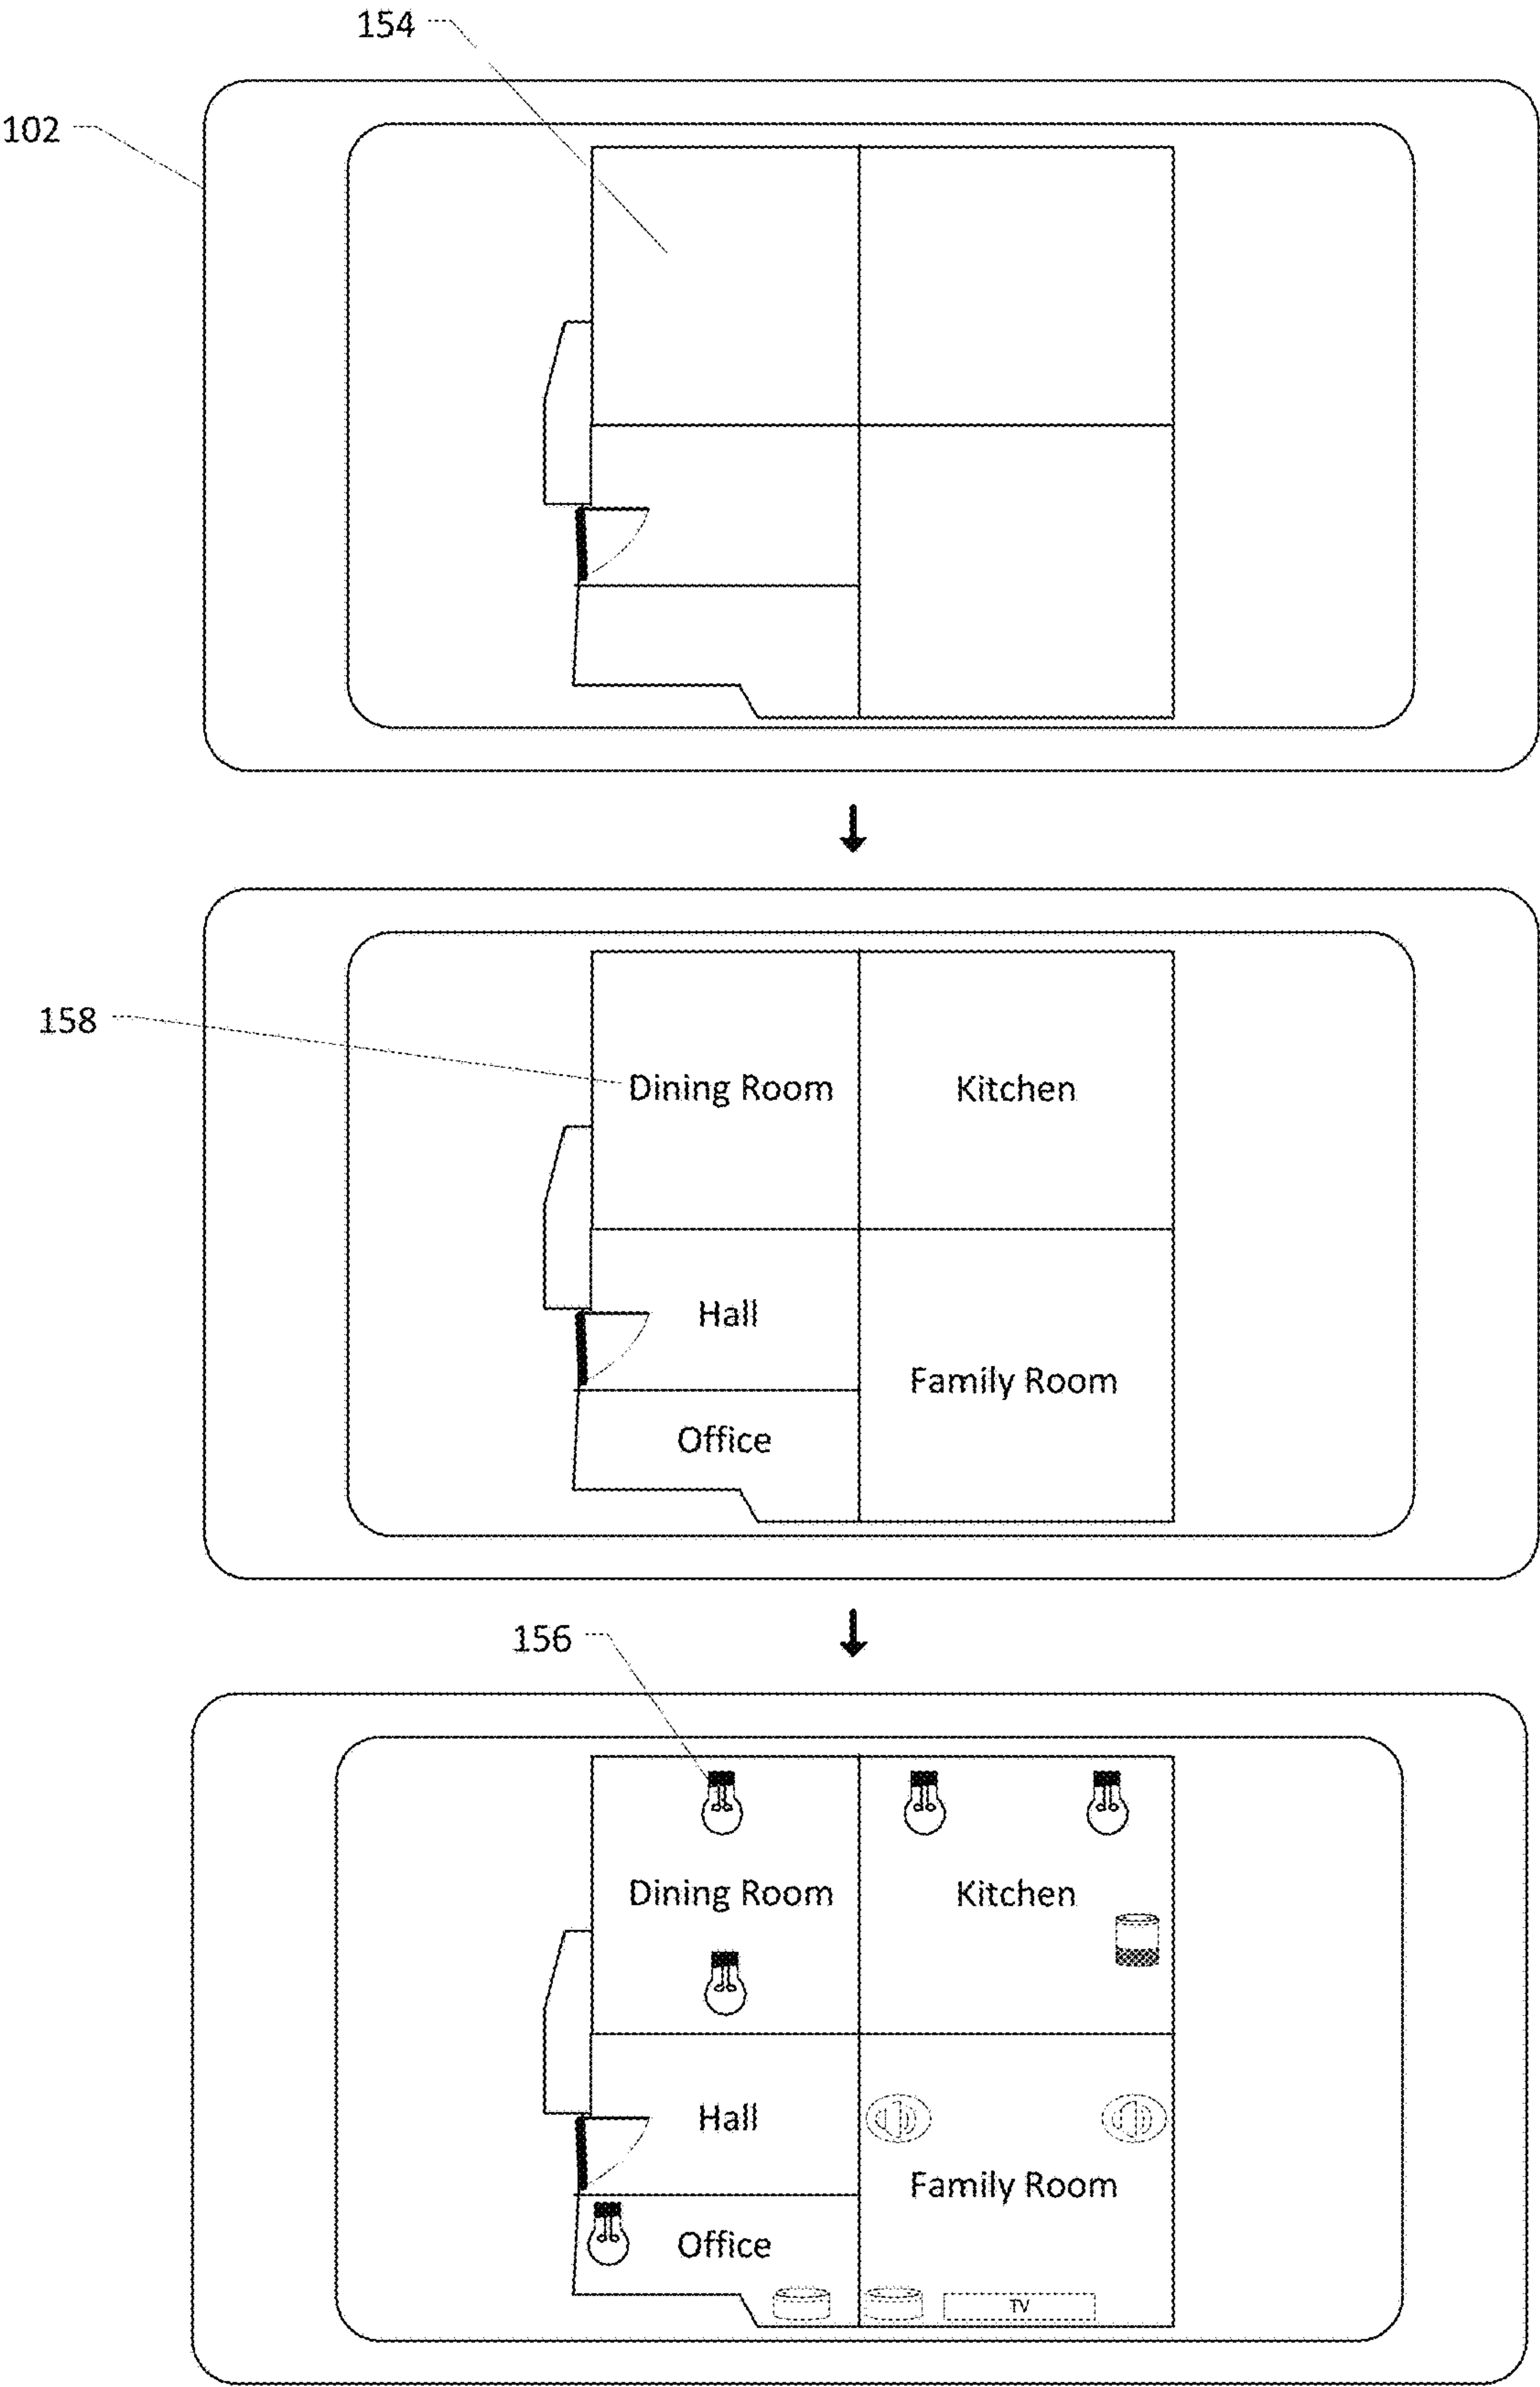 154
102
158
Dining Room
Kitchen
Hall
Family Room
Office
156
Dining Room
Kitchen
Hall
Family Room
Office
TV